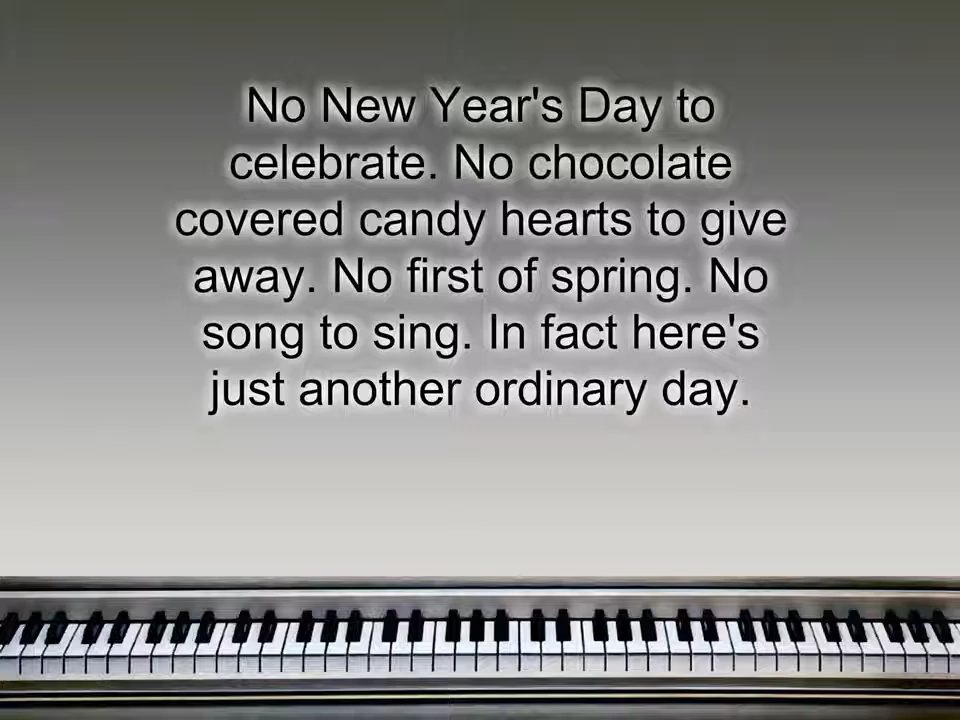 No New Year's Day to
celebrate. No chocolate
covered candy hearts to give
away. No first of spring. No
song to sing. In fact here's
just another ordinary day.